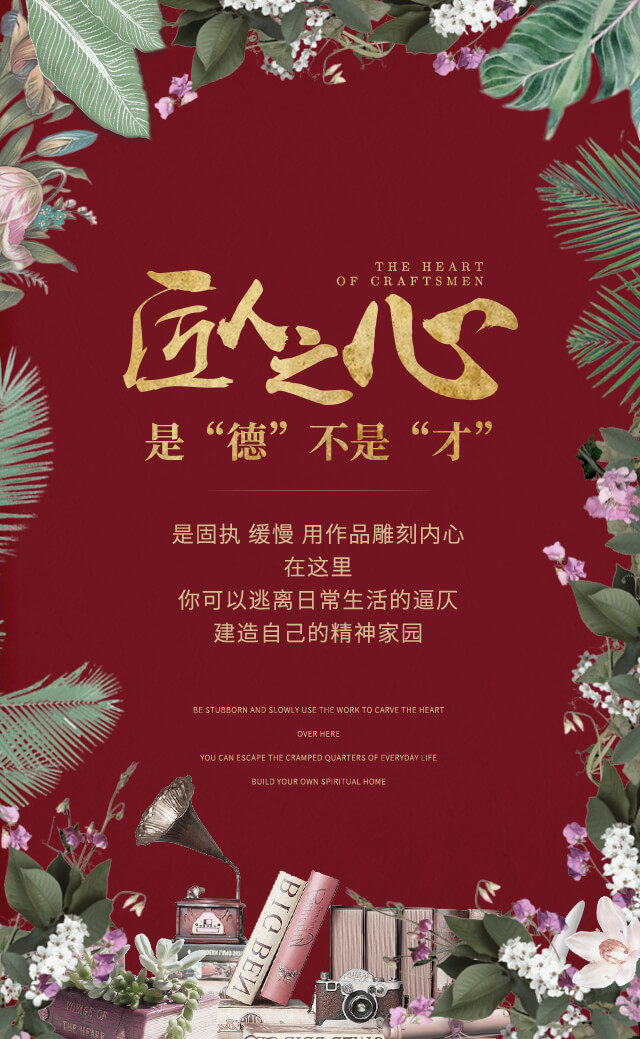 THE HEART
OF CRAFTSMEN
匠人之心
是“德”不是“才”
是固执 缓慢 用作品雕刻内心
在这里
你可以逃离日常生活的逼仄
建造自己的精神家园
BE STUBBORN AND SLOWLY USE THE WORK TO CARVE THE HEART
OVER HERE
YOU CAN ESCAPE THE CRAMPED QUARTERS OF EVERYDAY LIFE
BUILD YOUR OWN SPIRITUAL HOME
BIG BEN
VOYAGE OF
THE HEART